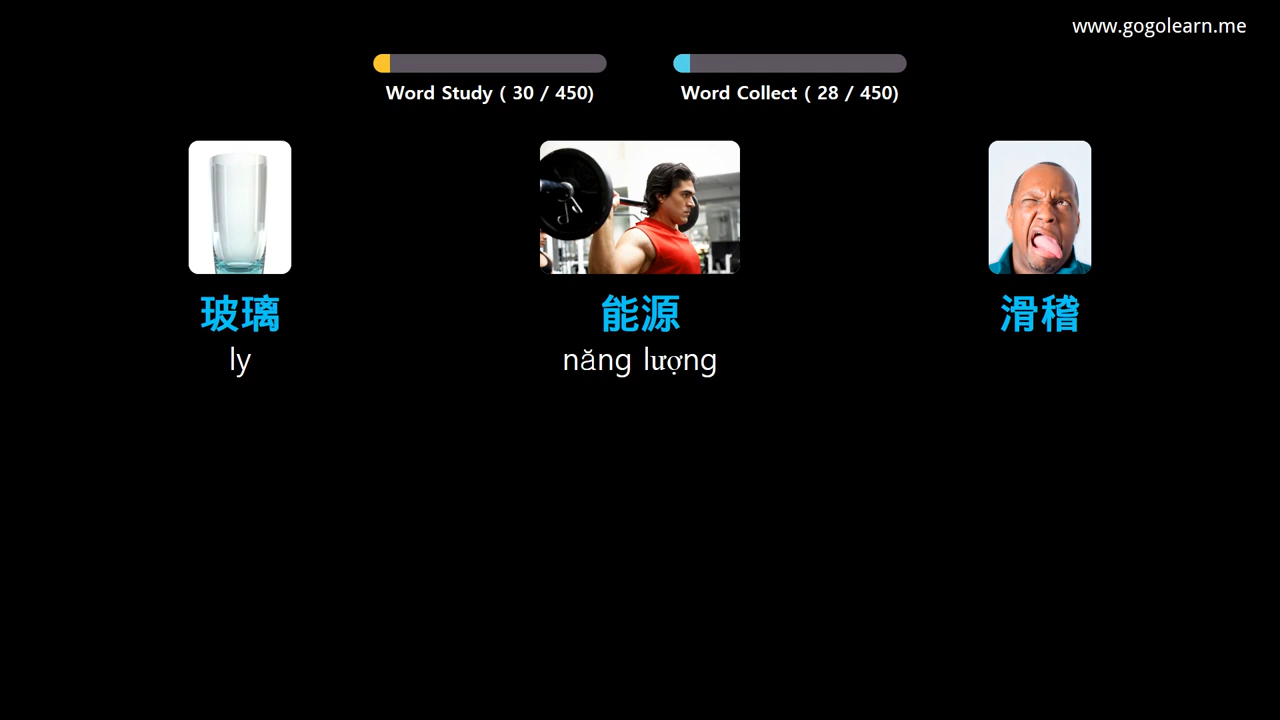 www.gogolearn.me
Word Study ( 30 / 450)
Word Collect ( 28 / 450)
玻璃
能源
滑稽
ly
năng lượng